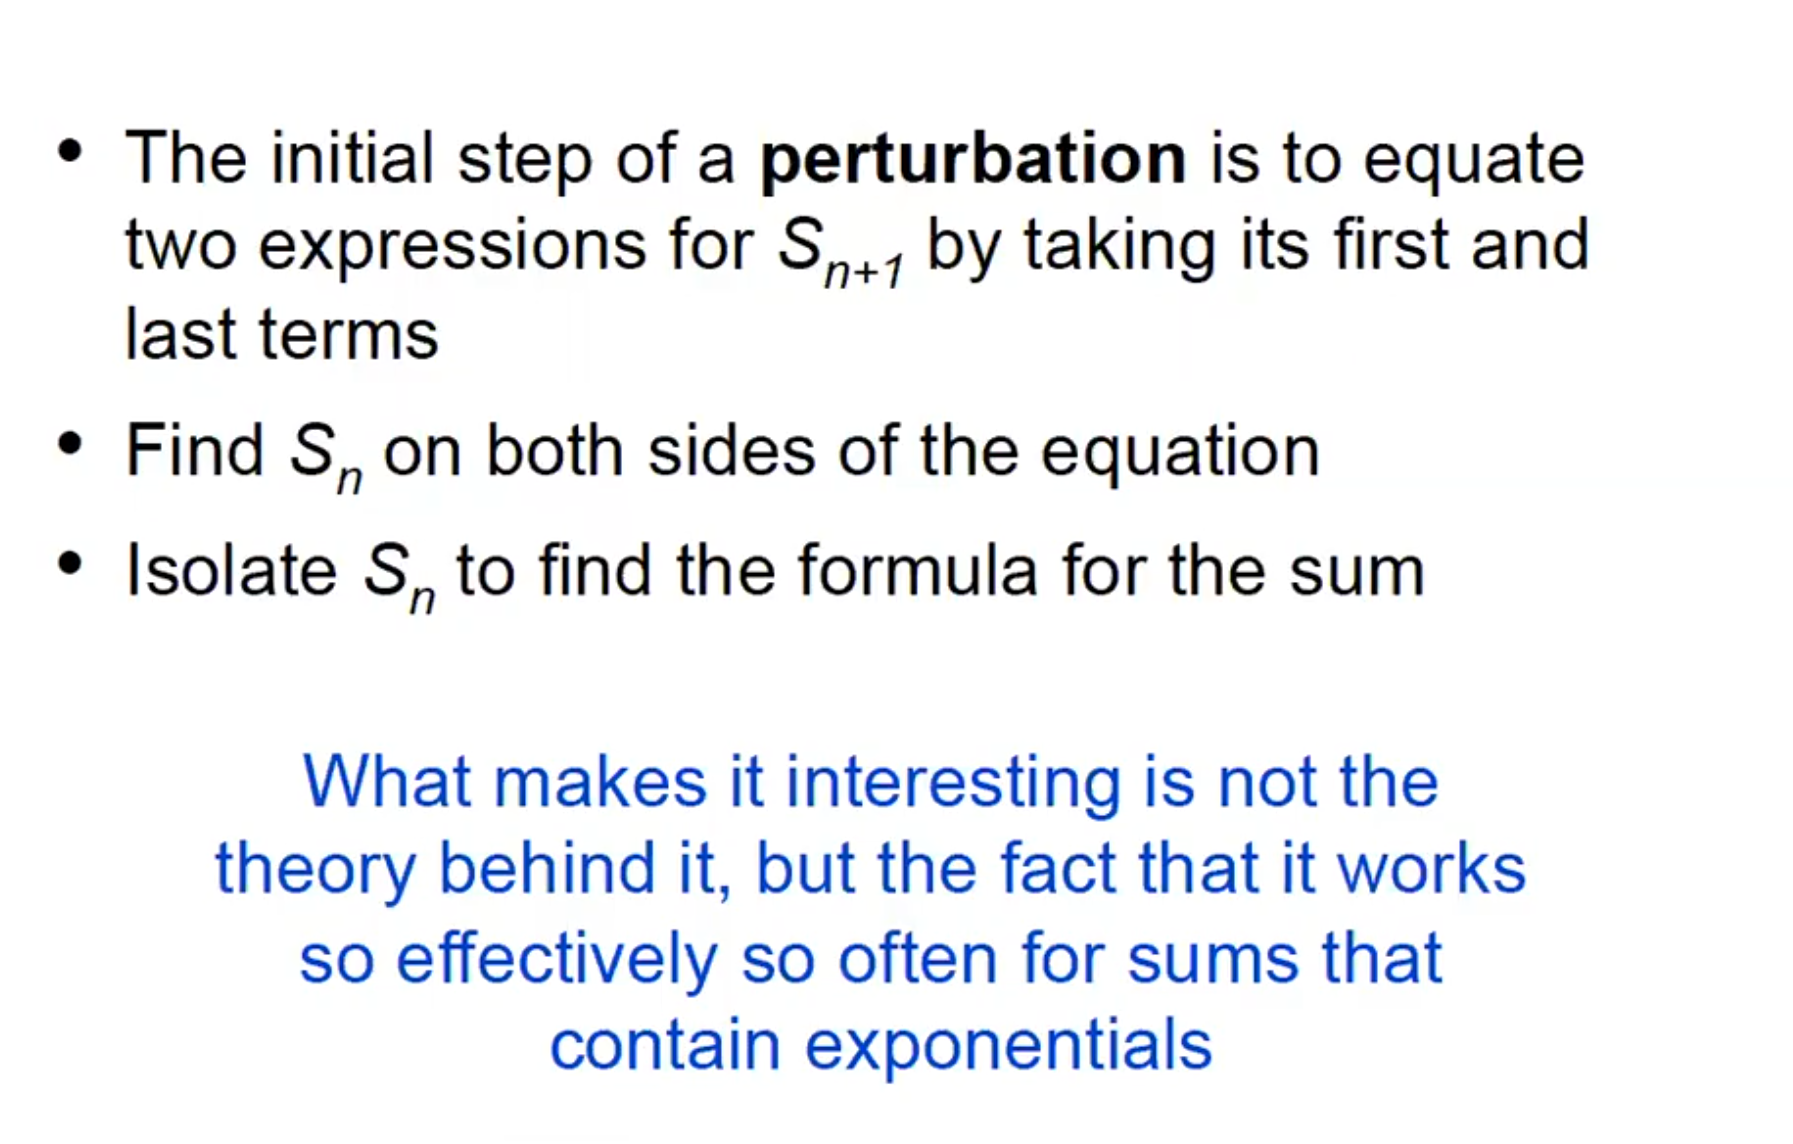 • The initial step of a perturbation is to equate
two expressions for Sn+1 by taking its first and
last terms
• Find Sn on both sides of the equation
• Isolate Sn to find the formula for the sum
What makes it interesting is not the
theory behind it, but the fact that it works
so effectively so often for sums that
contain exponentials